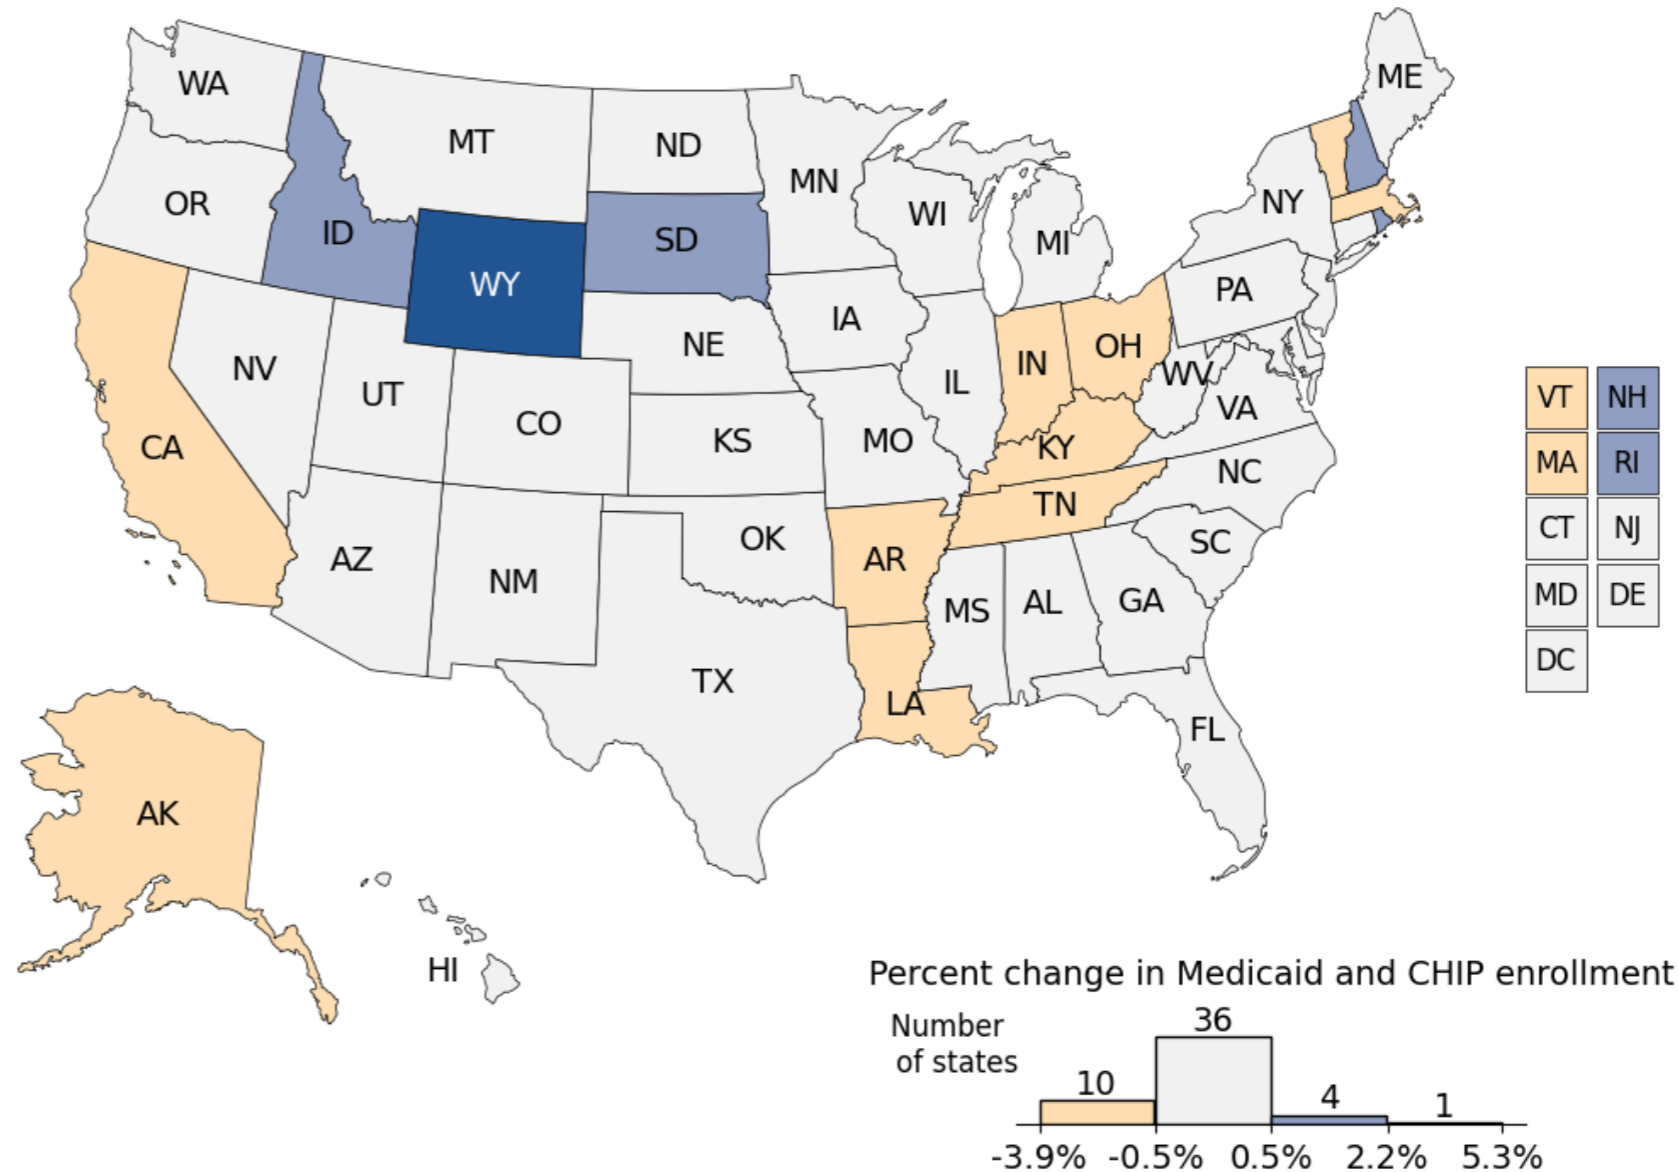 WA
ME
MT
ND
MN
OR
ID
SD
WI
NY
MI
WY
PA
IA
NE
NV
UT
IN
OH
WV
IL
CO
VA
VT
NH
CA
KS
MO
KY
NC
MA
RI
TN
OK
SC
CT
NJ
AZ
NM
AR
MS
AL
GA
MD
DE
DC
TX
LA
FL
AK
HI
Percent change in Medicaid and CHIP enrollment
Number
of states
36
10
4
1
-3.9% -0.5% 0.5% 2.2% 5.3%